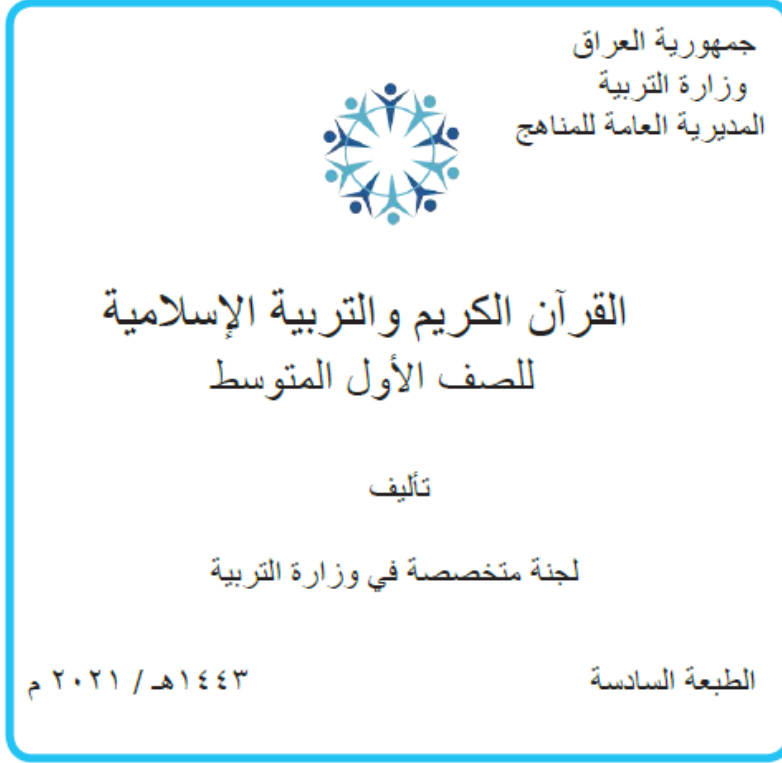 جمهورية العراق
وزارة التربية
المديرية العامة للمناهج
القرآن الكريم والتربية الإسلامية
للصف الأول المتوسط
تأليف
لجنة متخصصة في وزارة التربية
الطبعة السادسة ١٤٤٣هـ / ٢٠٢١ م